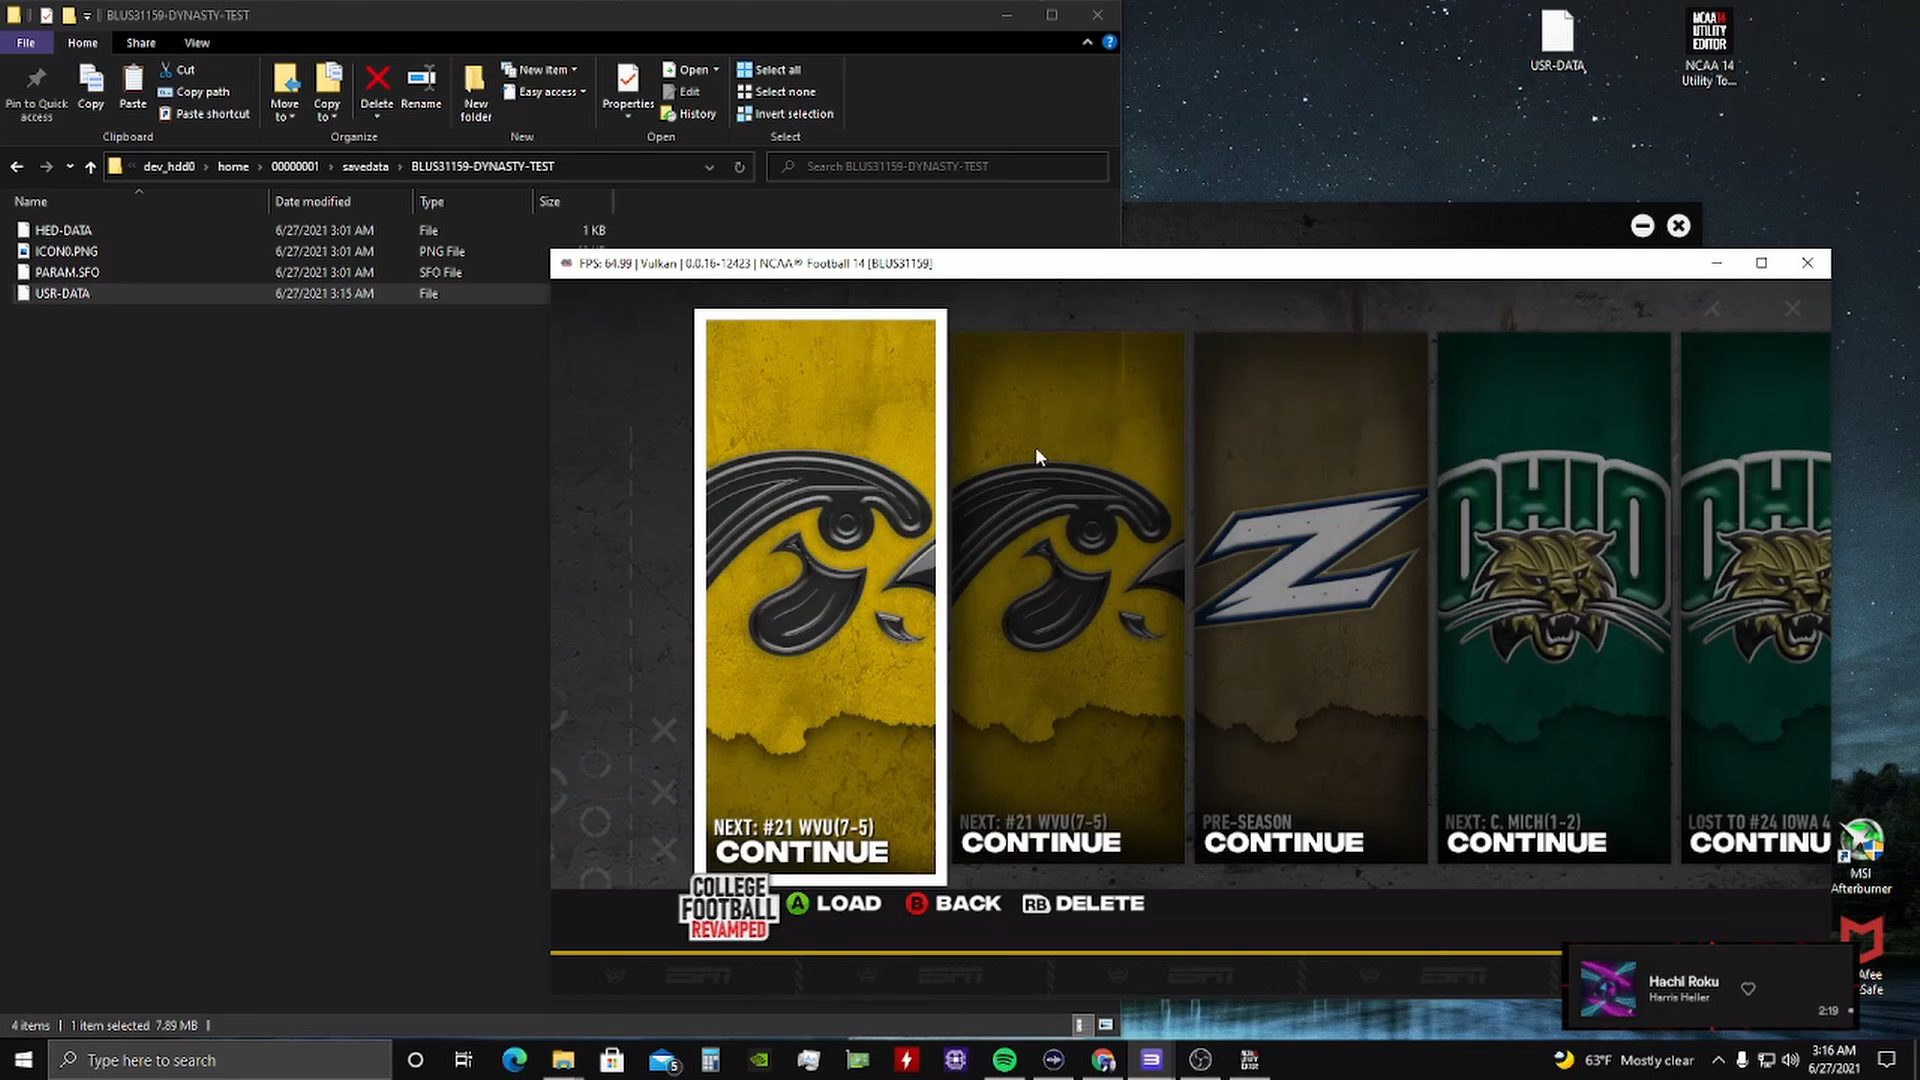 BLUS31159-DYNASTY-TEST
File Home Share View
Pin to Quick access
Copy
Paste
Cut
Copy path
Paste shortcut
Clipboard
Move to
Copy to
Delete
Rename
Organize
New folder
New item
Easy access
New
Properties
Open
Edit
History
Open
Select all
Select none
Invert selection
Select
dev_hdd0 > home > 00000001 > savedata > BLUS31159-DYNASTY-TEST
Search BLUS31159-DYNASTY-TEST
Name Date modified Type Size
HED-DATA 6/27/2021 3:01 AM File 1 KB
ICON0.PNG 6/27/2021 3:01 AM PNG File
PARAM.SFO 6/27/2021 3:01 AM SFO File
USR-DATA 6/27/2021 3:15 AM File
4 items 1 item selected 7.89 MB
USR-DATA
NCAA 14
UTILITY
EDITOR
NCAA 14
Utility To...
FPS: 64.99 | Vulkan | 0.0.16-12423 | NCAA® Football 14 [BLUS31159]
NEXT: #21 WVU(7-5)
CONTINUE
NEXT: #21 WVU(7-5)
CONTINUE
PRE-SEASON
CONTINUE
OHIO
NEXT: C. MICH(1-2)
CONTINUE
LOST TO #24 IOWA 4
CONTINU
COLLEGE
FOOTBALL
REVAMPED
A LOAD B BACK RB DELETE
ESPN ESPN ESPN ESPN
MSI
Afterburner
Afee
Safe
Hachi Roku
Harris Heller
2:19
Type here to search
5
63°F Mostly clear
3:16 AM
6/27/2021